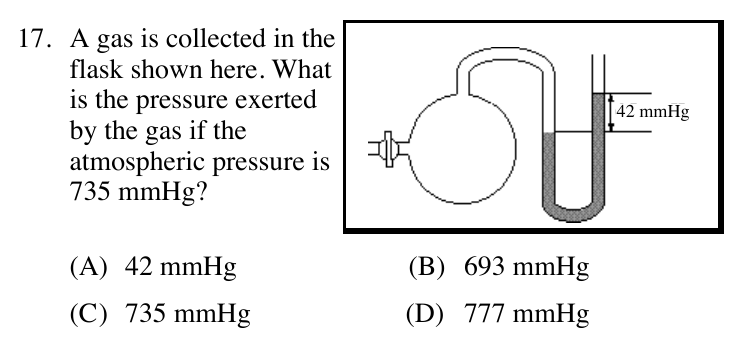 17. A gas is collected in the
flask shown here. What
is the pressure exerted
by the gas if the
atmospheric pressure is
735 mmHg?
42 mmHg
(A) 42 mmHg
(B) 693 mmHg
(C) 735 mmHg
(D) 777 mmHg